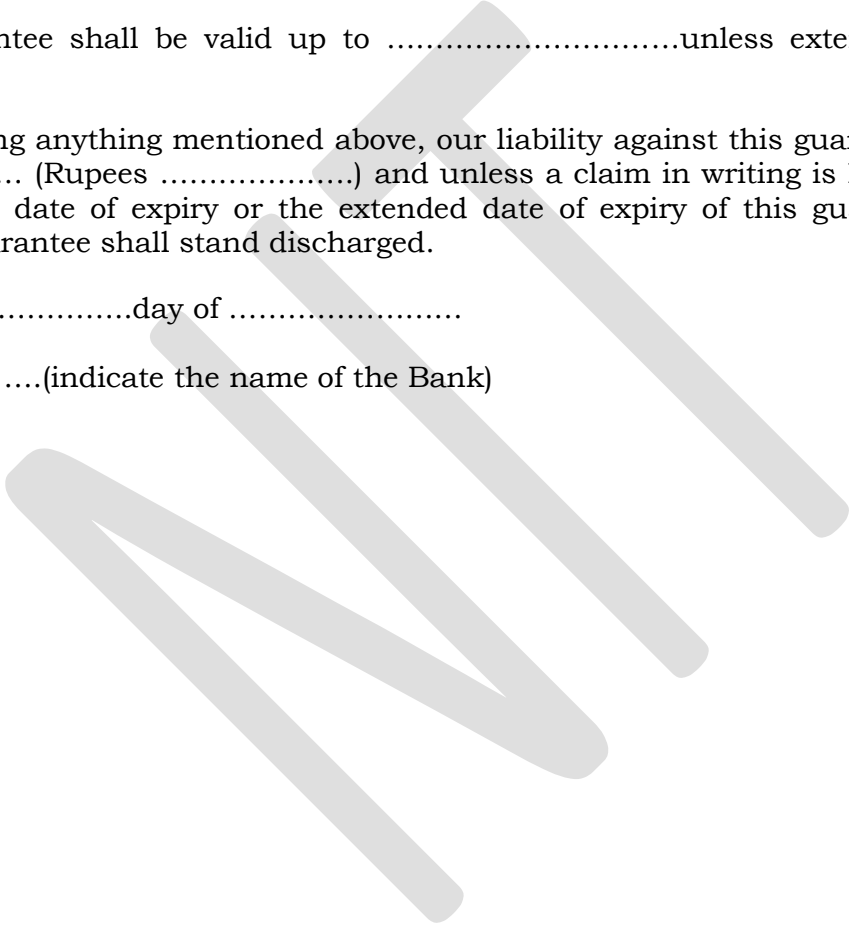 ntee shall be valid up to …………………………unless exte
ng anything mentioned above, our liability against this gua
… (Rupees ……………….) and unless a claim in writing is
date of expiry or the extended date of expiry of this gu
rantee shall stand discharged.
…………..day of ……………………
….(indicate the name of the Bank)
NIT